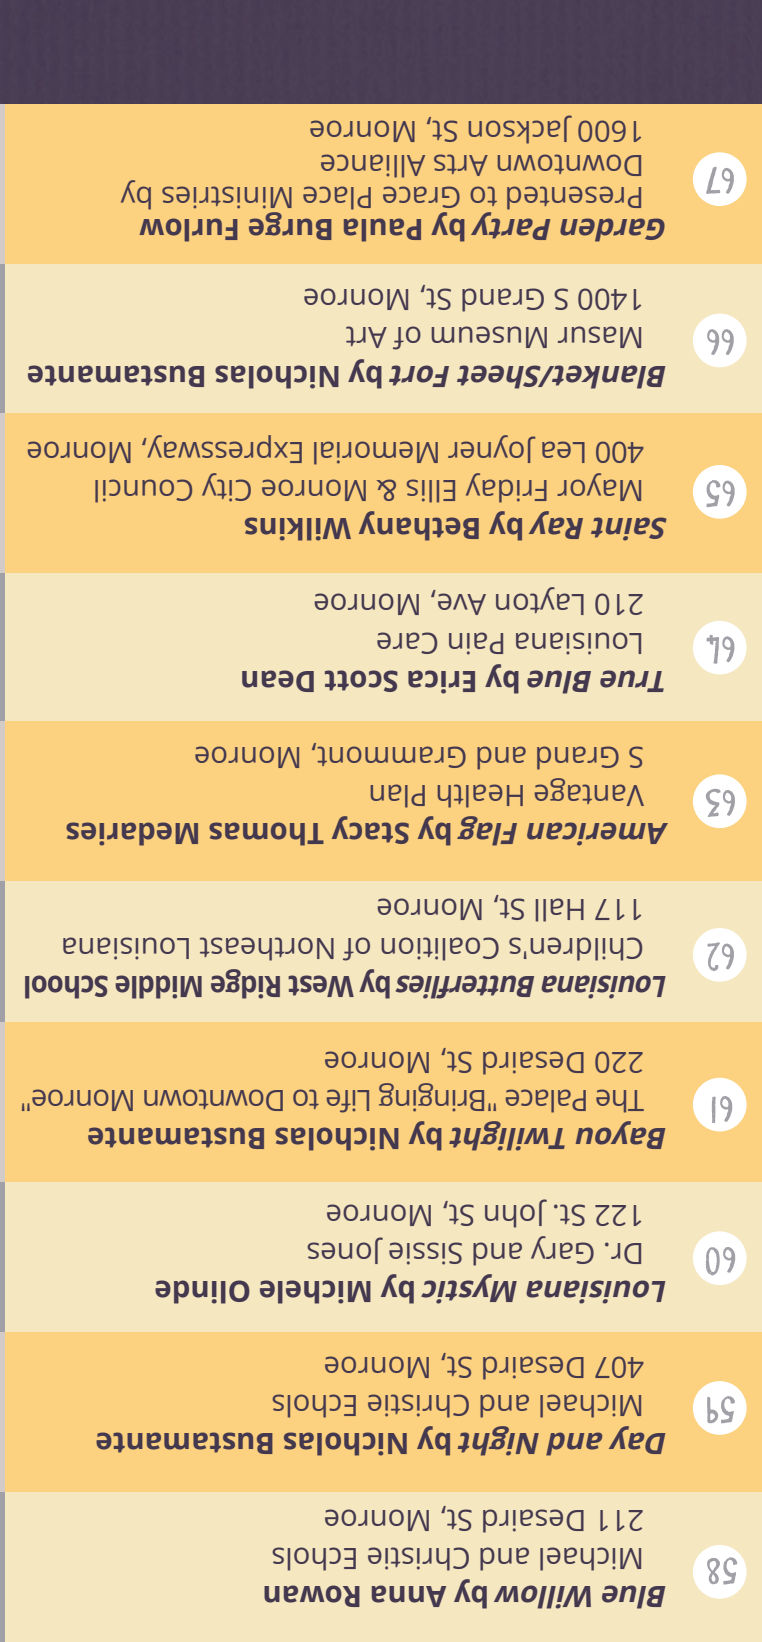 58
Blue Willow by Anna Rowan
Michael and Christie Echols
211 Desaird St, Monroe
59
Day and Night by Nicholas Bustamante
Michael and Christie Echols
407 Desaird St, Monroe
60
Louisiana Mystic by Michele Olinde
Dr. Gary and Sissie Jones
122 St. John St, Monroe
61
Bayou Twilight by Nicholas Bustamante
The Palace "Bringing Life to Downtown Monroe"
220 Desaird St, Monroe
62
Louisiana Butterflies by West Ridge Middle School
Children's Coalition of Northeast Louisiana
117 Hall St, Monroe
63
American Flag by Stacy Thomas Medaries
Vantage Health Plan
S Grand and Grammont, Monroe
64
True Blue by Erica Scott Dean
Louisiana Pain Care
210 Layton Ave, Monroe
65
Saint Ray by Bethany Wilkins
Mayor Friday Ellis & Monroe City Council
400 Lea Joyner Memorial Expressway, Monroe
66
Blanket/Sheet Fort by Nicholas Bustamante
Masur Museum of Art
1400 S Grand St, Monroe
67
Garden Party by Paula Burge Furlow
Presented to Grace Place Ministries by
Downtown Arts Alliance
1600 Jackson St, Monroe